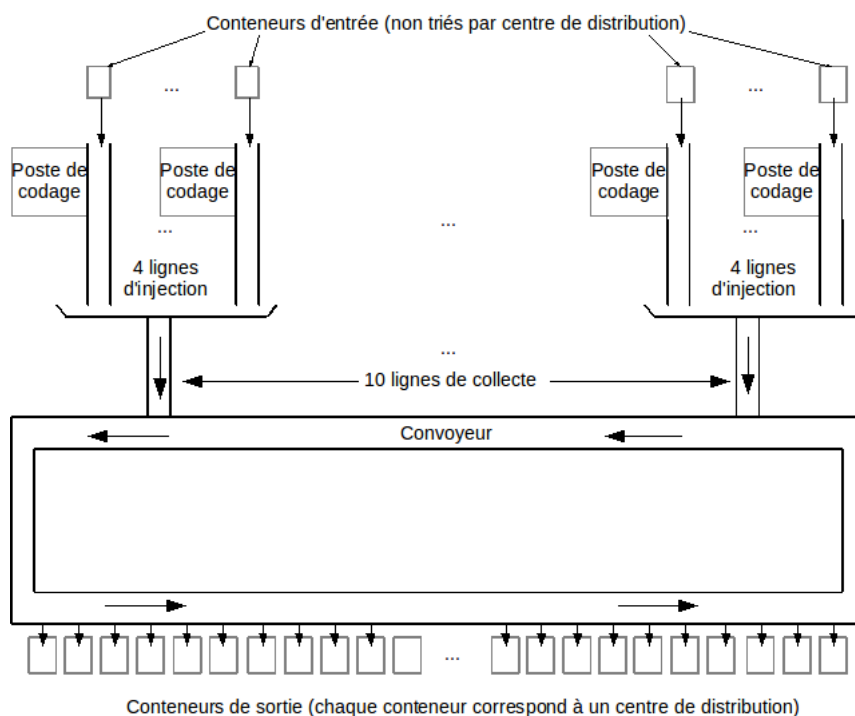 Conteneurs d'entrée (non triés par centre de distribution)
... ...
Poste de
codage
Poste de
codage
Poste de
codage
Poste de
codage
... ... ...
4 lignes
d'injection
4 lignes
d'injection
...
10 lignes de collecte
Convoyeur
...
Conteneurs de sortie (chaque conteneur correspond à un centre de distribution)